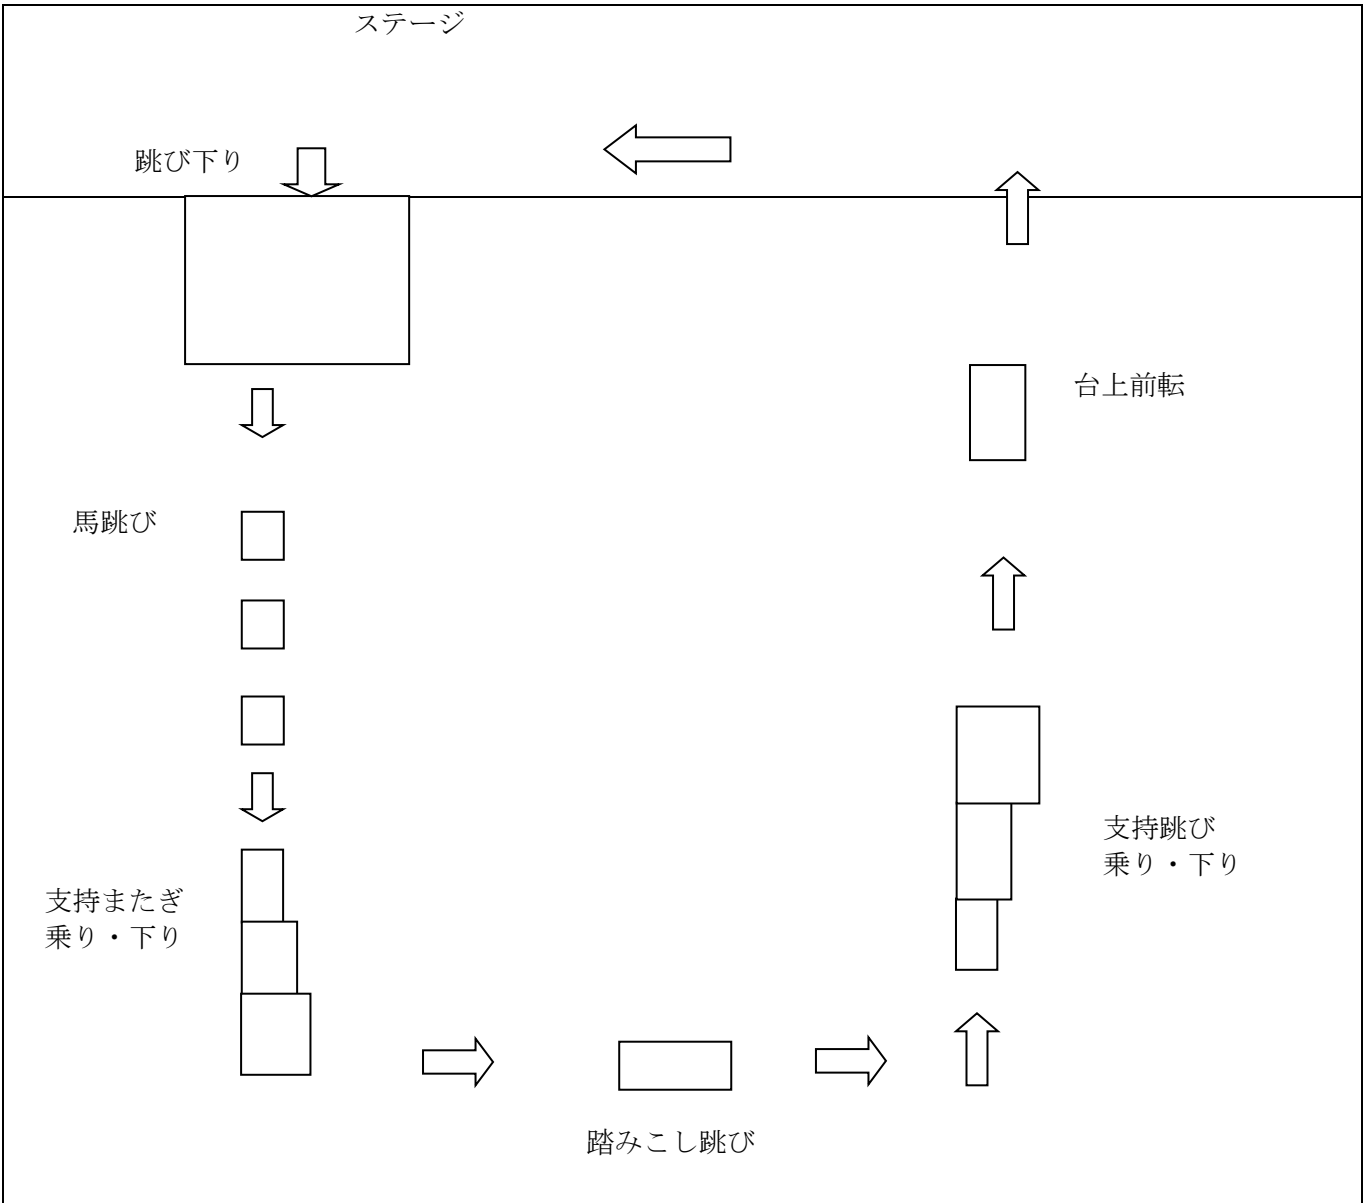 ステージ
跳び下り
台上前転
馬跳び
支持跳び
乗り・下り
支持またぎ
乗り・下り
踏みこし跳び